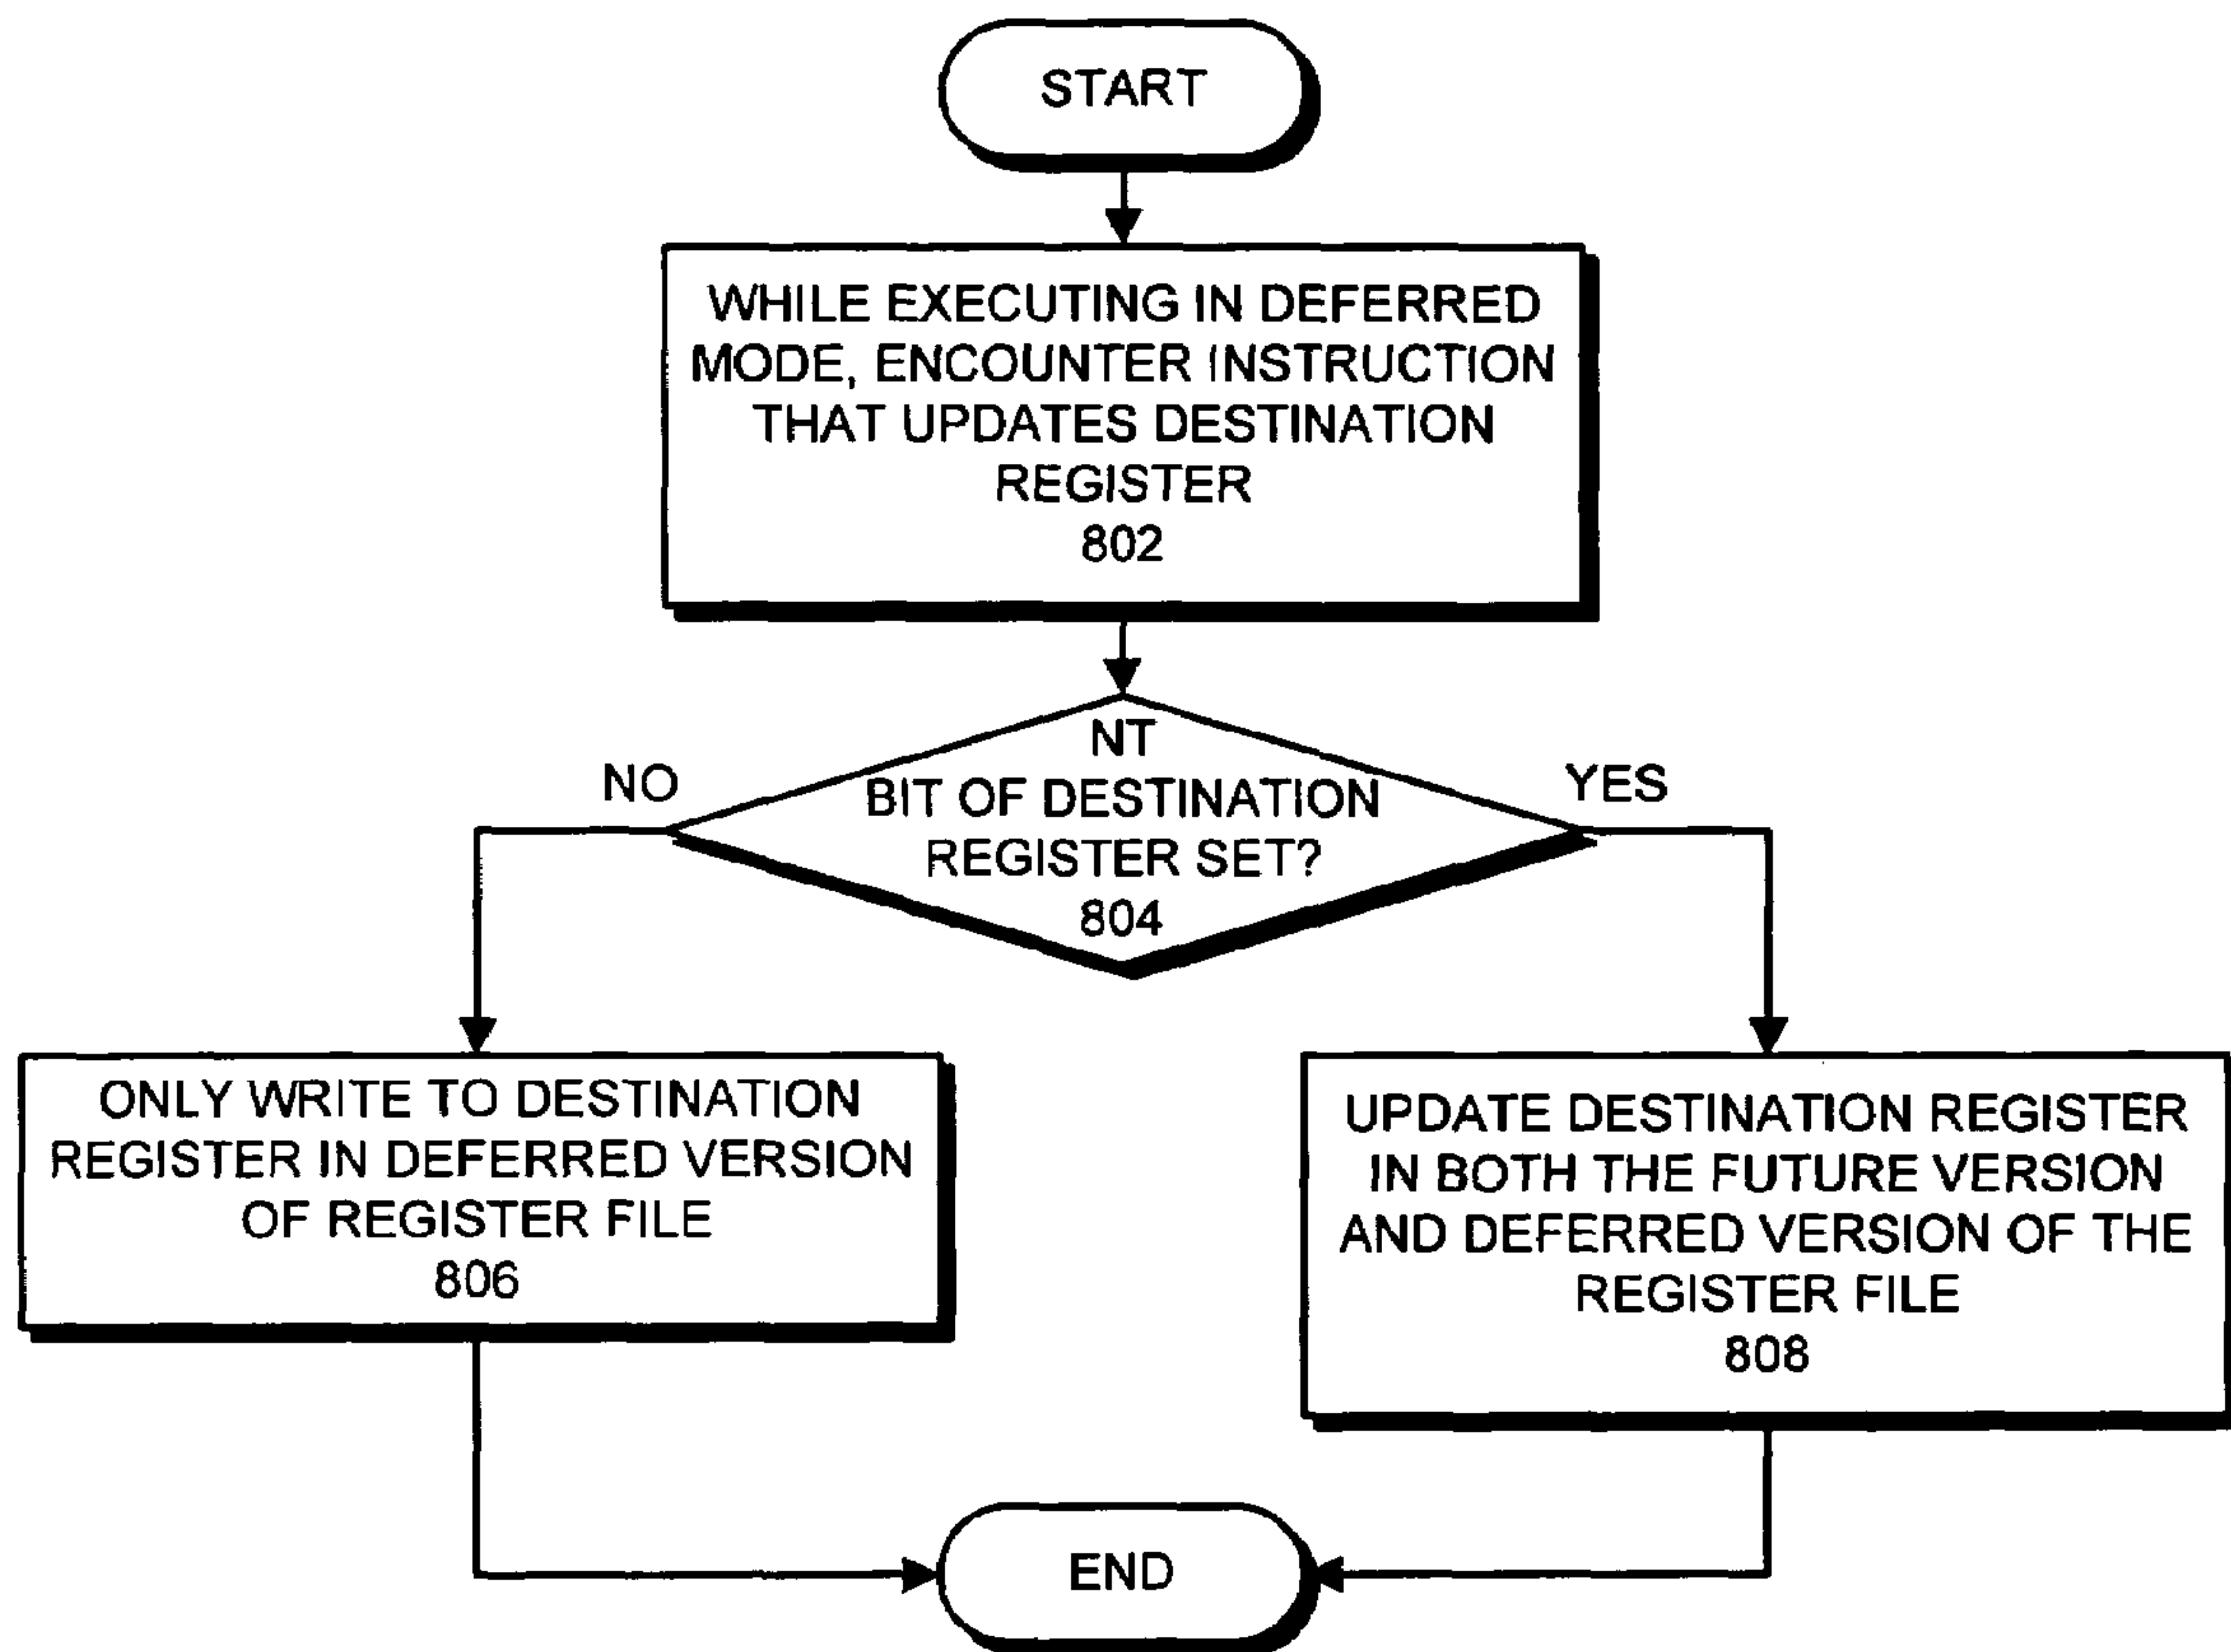 START
WHILE EXECUTING IN DEFERRED
MODE, ENCOUNTER INSTRUCTION
THAT UPDATES DESTINATION
REGISTER
802
NT
BIT OF DESTINATION
REGISTER SET?
804
NO
YES
ONLY WRITE TO DESTINATION
REGISTER IN DEFERRED VERSION
OF REGISTER FILE
806
UPDATE DESTINATION REGISTER
IN BOTH THE FUTURE VERSION
AND DEFERRED VERSION OF THE
REGISTER FILE
808
END